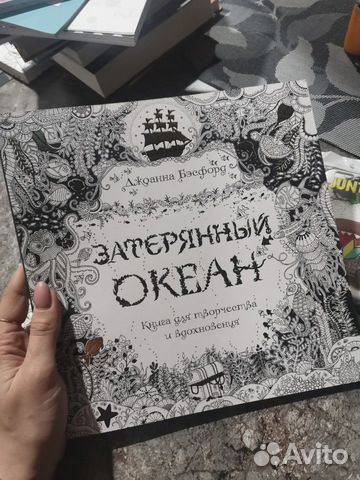 Джоанна Бэсфорд
ЗАТЕРЯННЫЙ
ОКЕАН
Книга для творчества
и вдохновения
Avito